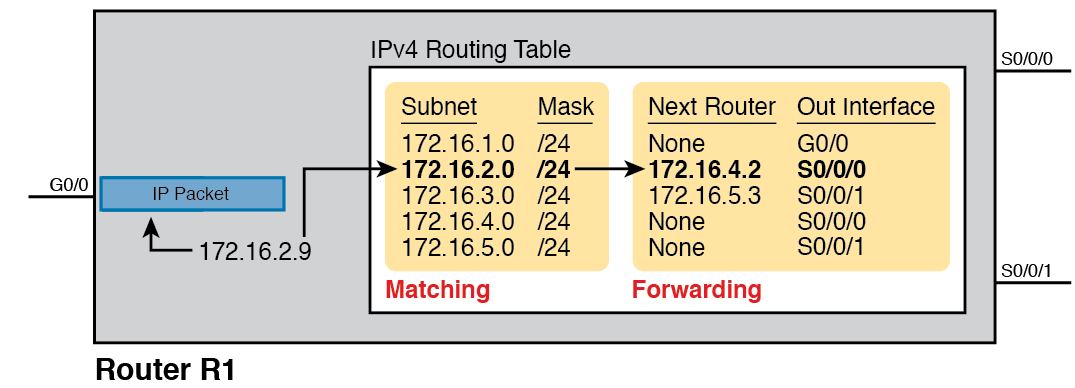 IPv4 Routing Table
S0/0/0
Subnet Mask Next Router Out Interface
172.16.1.0 /24 None G0/0
172.16.2.0 /24 172.16.4.2 S0/0/0
172.16.3.0 /24 172.16.5.3 S0/0/1
172.16.4.0 /24 None S0/0/0
172.16.5.0 /24 None S0/0/1
G0/0
IP Packet
172.16.2.9
Matching Forwarding
S0/0/1
Router R1